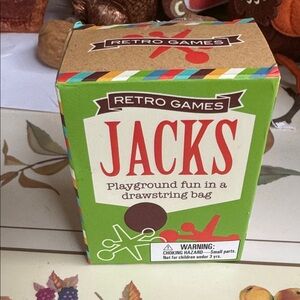 RETRO GAMES
RETRO GAMES
JACKS
Playground fun in a
drawstring bag
WARNING:
CHOKING HAZARD—Small parts.
Not for children under 3 yrs.